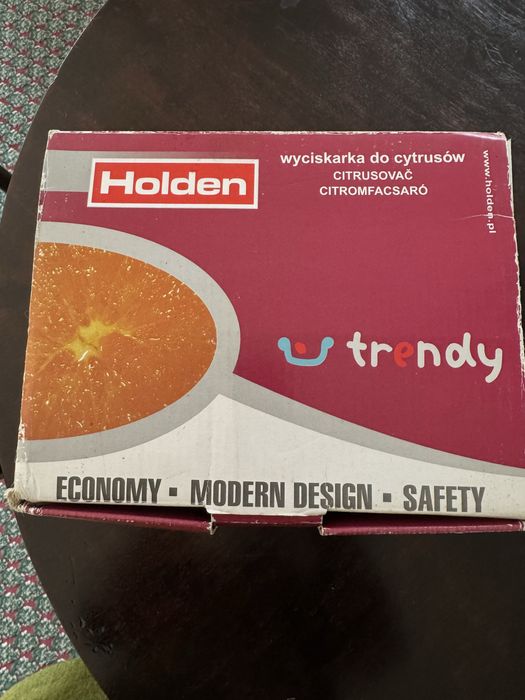 Holden
wyciskarka do cytrusów
CITRUSOVAČ
CITROMFACSARÓ
www.holden.pl
trendy
ECONOMY ▪ MODERN DESIGN ▪ SAFETY